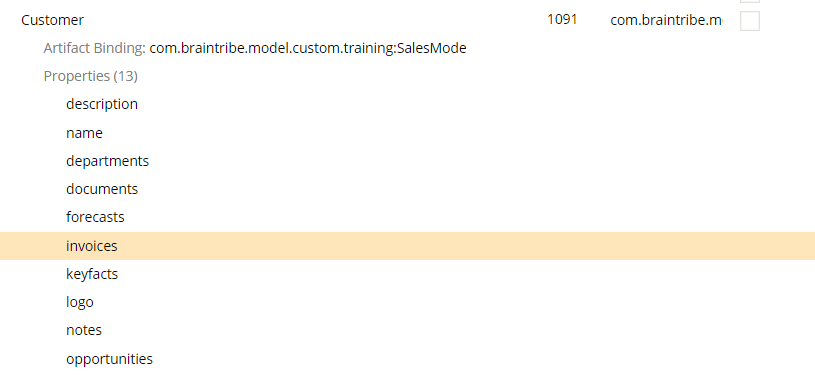 Customer 1091 com.braintribe.m
Artifact Binding: com.braintribe.model.custom.training:SalesMode
Properties (13)
description
name
departments
documents
forecasts
invoices
keyfacts
logo
notes
opportunities